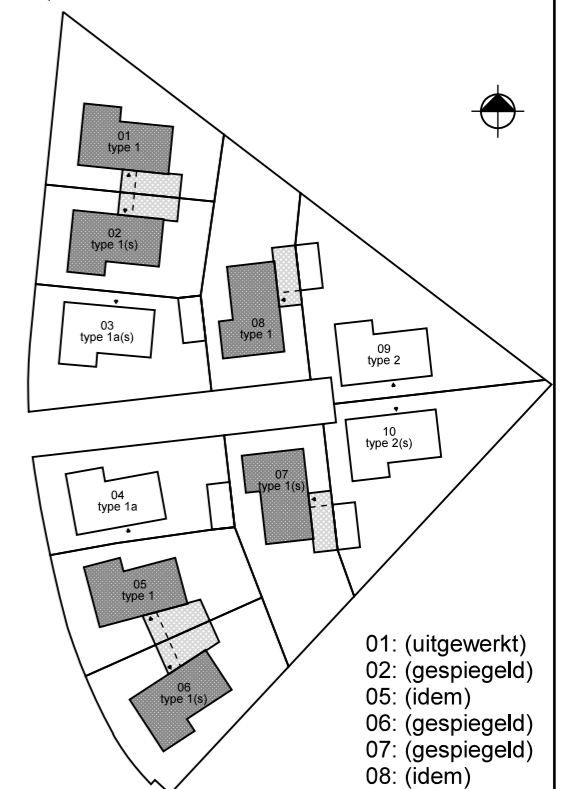 01
type 1
02
type 1(s)
03
type 1a(s)
08
type 1
09
type 2
10
type 2(s)
07
type 1(s)
04
type 1a
05
type 1
06
type 1(s)
01: (uitgewerkt)
02: (gespiegeld)
05: (idem)
06: (gespiegeld)
07: (gespiegeld)
08: (idem)